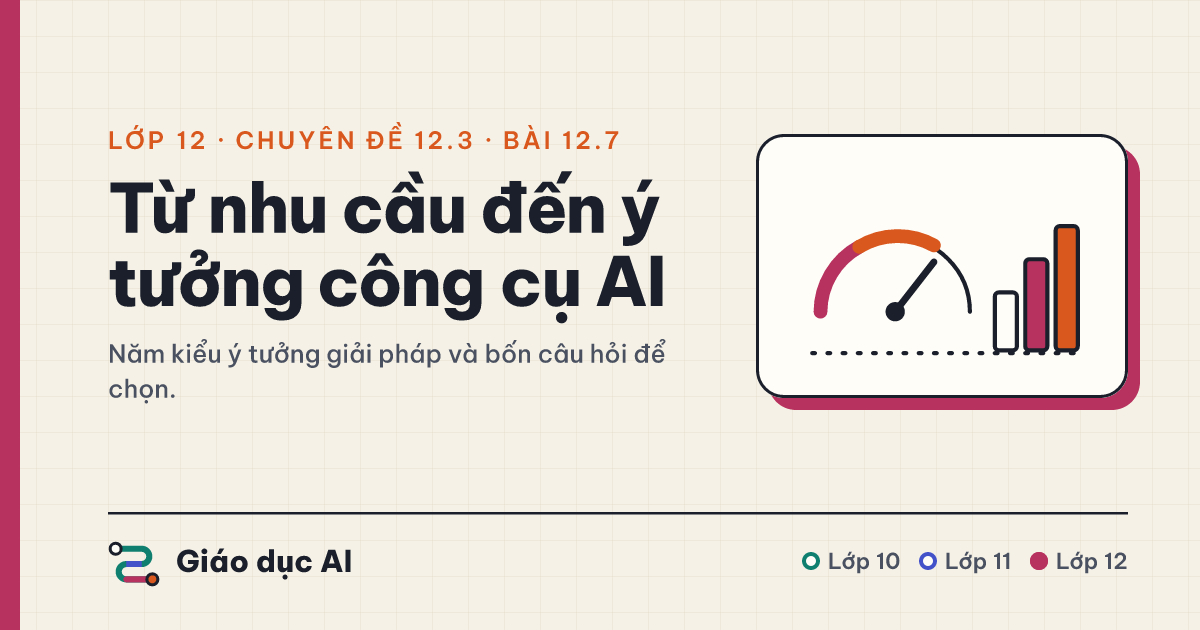 LỚP 12 · CHUYÊN ĐỀ 12.3 · BÀI 12.7
Từ nhu cầu đến ý
tưởng công cụ AI
Năm kiểu ý tưởng giải pháp và bốn câu hỏi để
chọn.
Giáo dục AI
Lớp 10
Lớp 11
Lớp 12